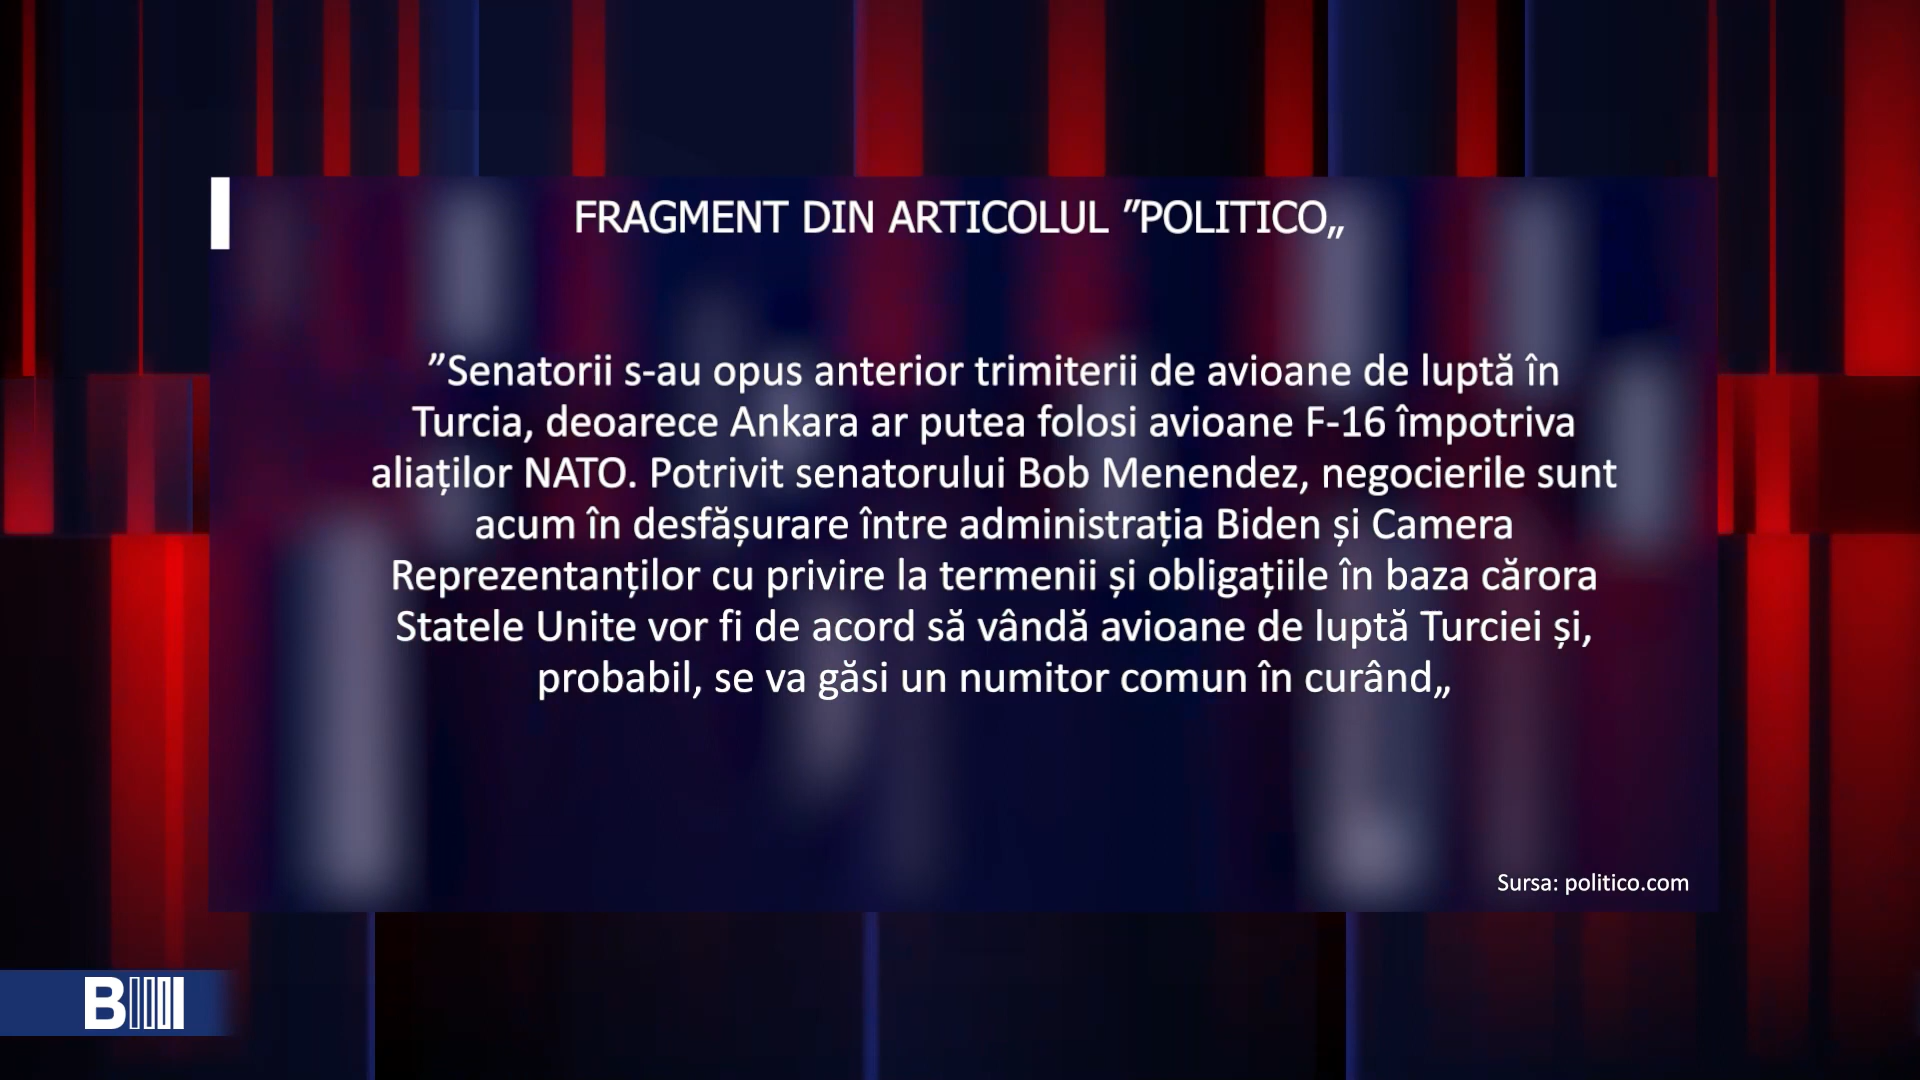 FRAGMENT DIN ARTICOLUL ”POLITICO„
”Senatorii s-au opus anterior trimiterii de avioane de luptă în
Turcia, deoarece Ankara ar putea folosi avioane F-16 împotriva
aliaților NATO. Potrivit senatorului Bob Menendez, negocierile sunt
acum în desfășurare între administrația Biden și Camera
Reprezentanților cu privire la termenii și obligațiile în baza cărora
Statele Unite vor fi de acord să vândă avioane de luptă Turciei și,
probabil, se va găsi un numitor comun în curând„
Sursa: politico.com
B